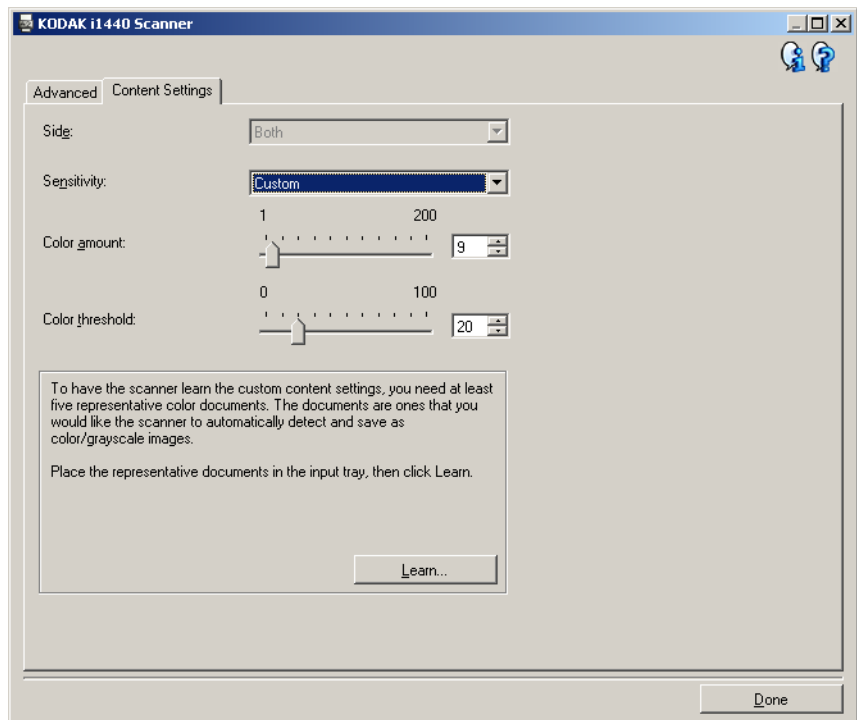 KODAK i1440 Scanner
Advanced
Content Settings
Side:
Both
Sensitivity:
Custom
1 200
Color amount:
9
0 100
Color threshold:
20
To have the scanner learn the custom content settings, you need at least
five representative color documents. The documents are ones that you
would like the scanner to automatically detect and save as
color/grayscale images.
Place the representative documents in the input tray, then click Learn.
Learn...
Done